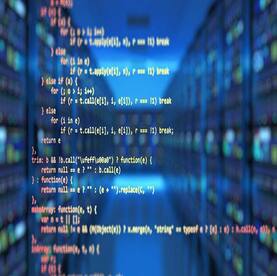 if (n) {
if (a) {
for (; o > i; i++)
if (r = t.apply(e[i], n), r === !1) break
} else
for (i in e)
if (r = t.apply(e[i], n), r === !1) break
} else if (a) {
for (; o > i; i++)
if (r = t.call(e[i], i, e[i]), r === !1) break
} else
for (i in e)
if (r = t.call(e[i], i, e[i]), r === !1) break;
return e
},
trim: b && !b.call("\ufeff\u00a0") ? function(e) {
return null == e ? "" : b.call(e)
} : function(e) {
return null == e ? "" : (e + "").replace(C, "")
},
makeArray: function(e, t) {
var n = t || [];
return null != e && (M(Object(e)) ? x.merge(n, "string" == typeof e ? [e] : e) : h.call(n, e)), n
},
inArray: function(e, t, n) {
var r;
if (t) {